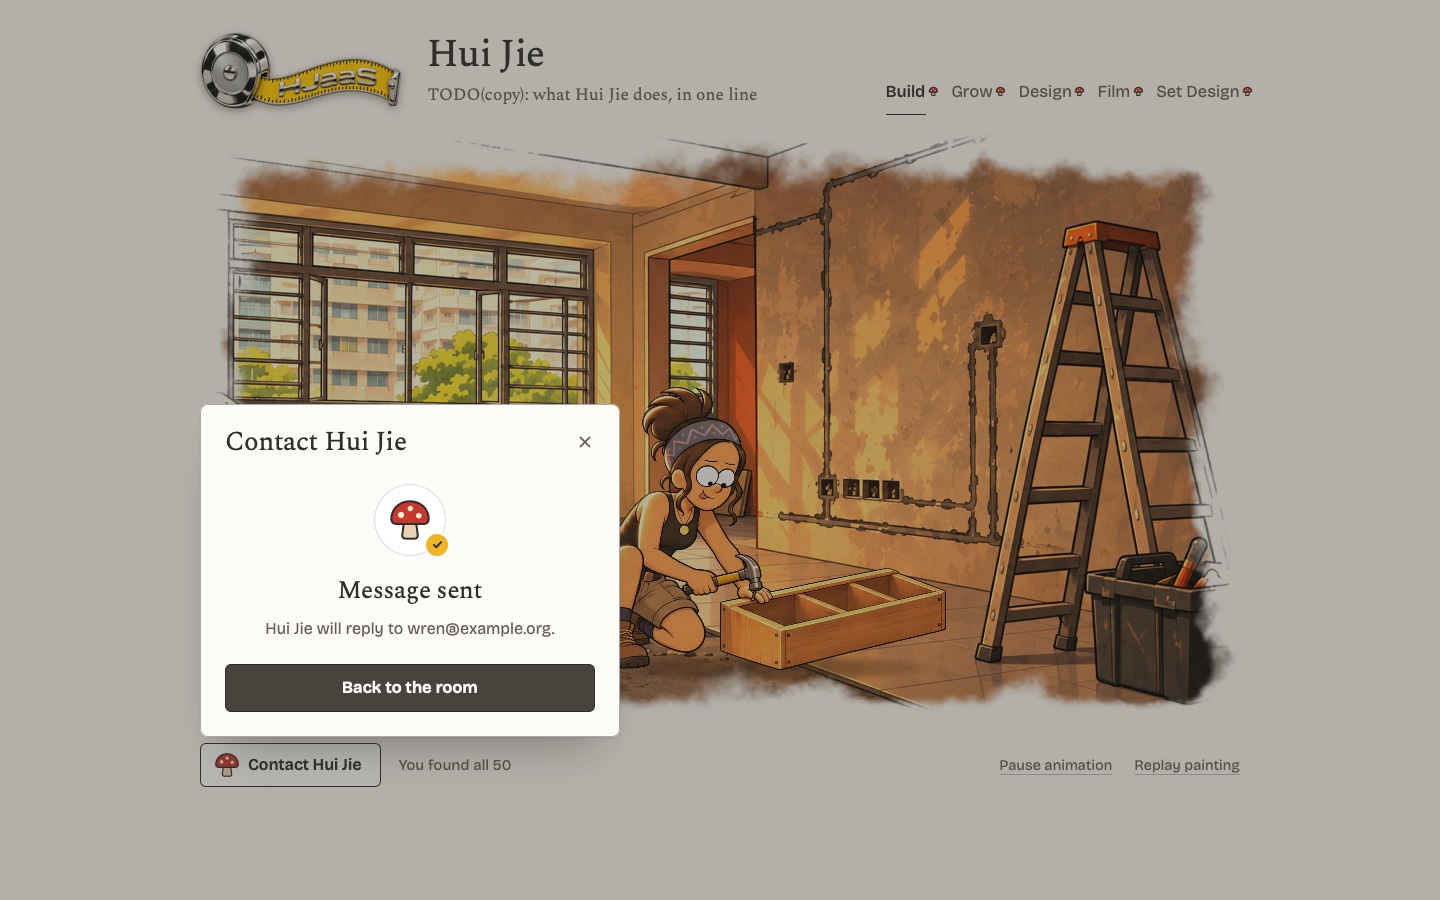 HJaaS
Hui Jie
TODO(copy): what Hui Jie does, in one line
Build Grow Design Film Set Design
Contact Hui Jie
Message sent
Hui Jie will reply to wren@example.org.
Back to the room
Contact Hui Jie
You found all 50
Pause animation Replay painting